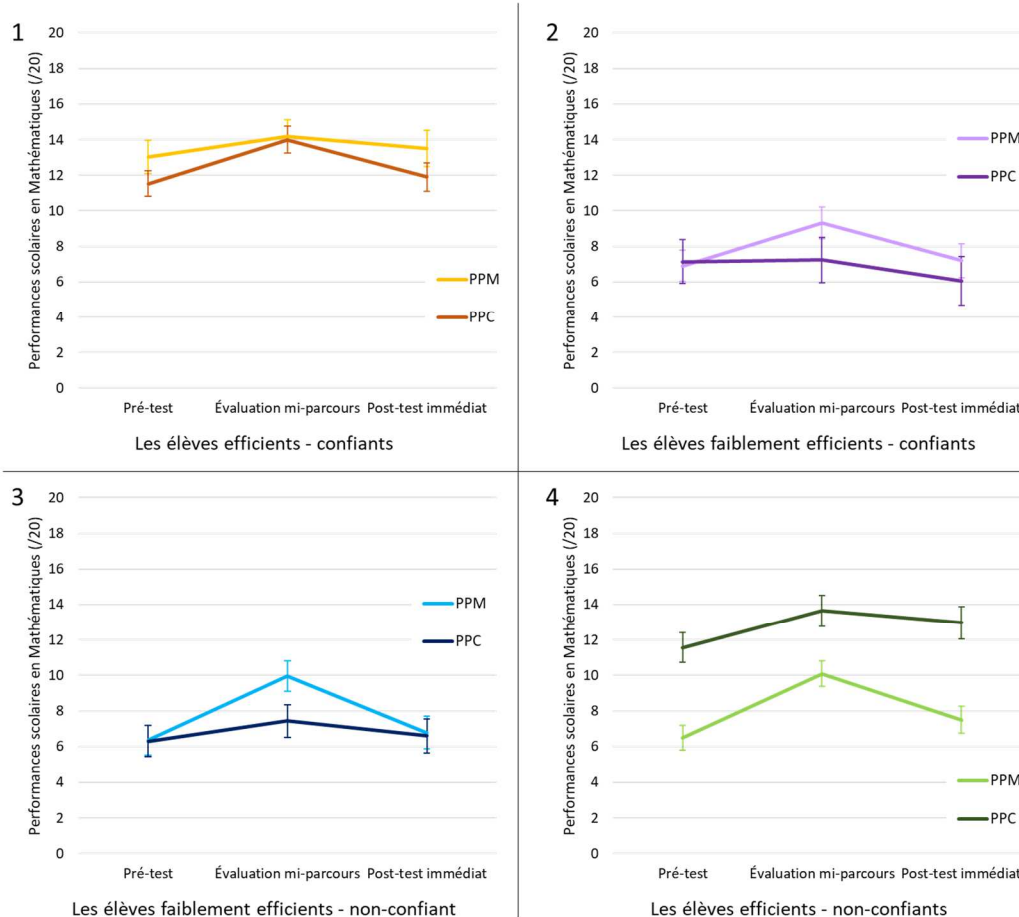 1
Performances scolaires en Mathématiques (/20)
20
18
16
14
12
10
8
6
4
2
0
PPM
PPC
Pré-test Évaluation mi-parcours Post-test immédiat
Les élèves efficients - confiants
2
Performances scolaires en Mathématiques (/20)
20
18
16
14
12
10
8
6
4
2
0
PPM
PPC
Pré-test Évaluation mi-parcours Post-test immédiat
Les élèves faiblement efficients - confiants
3
Performances scolaires en Mathématiques (/20)
20
18
16
14
12
10
8
6
4
2
0
PPM
PPC
Pré-test Évaluation mi-parcours Post-test immédiat
Les élèves faiblement efficients - non-confiant
4
Performances scolaires en Mathématiques (/20)
20
18
16
14
12
10
8
6
4
2
0
PPM
PPC
Pré-test Évaluation mi-parcours Post-test immédiat
Les élèves efficients - non-confiants